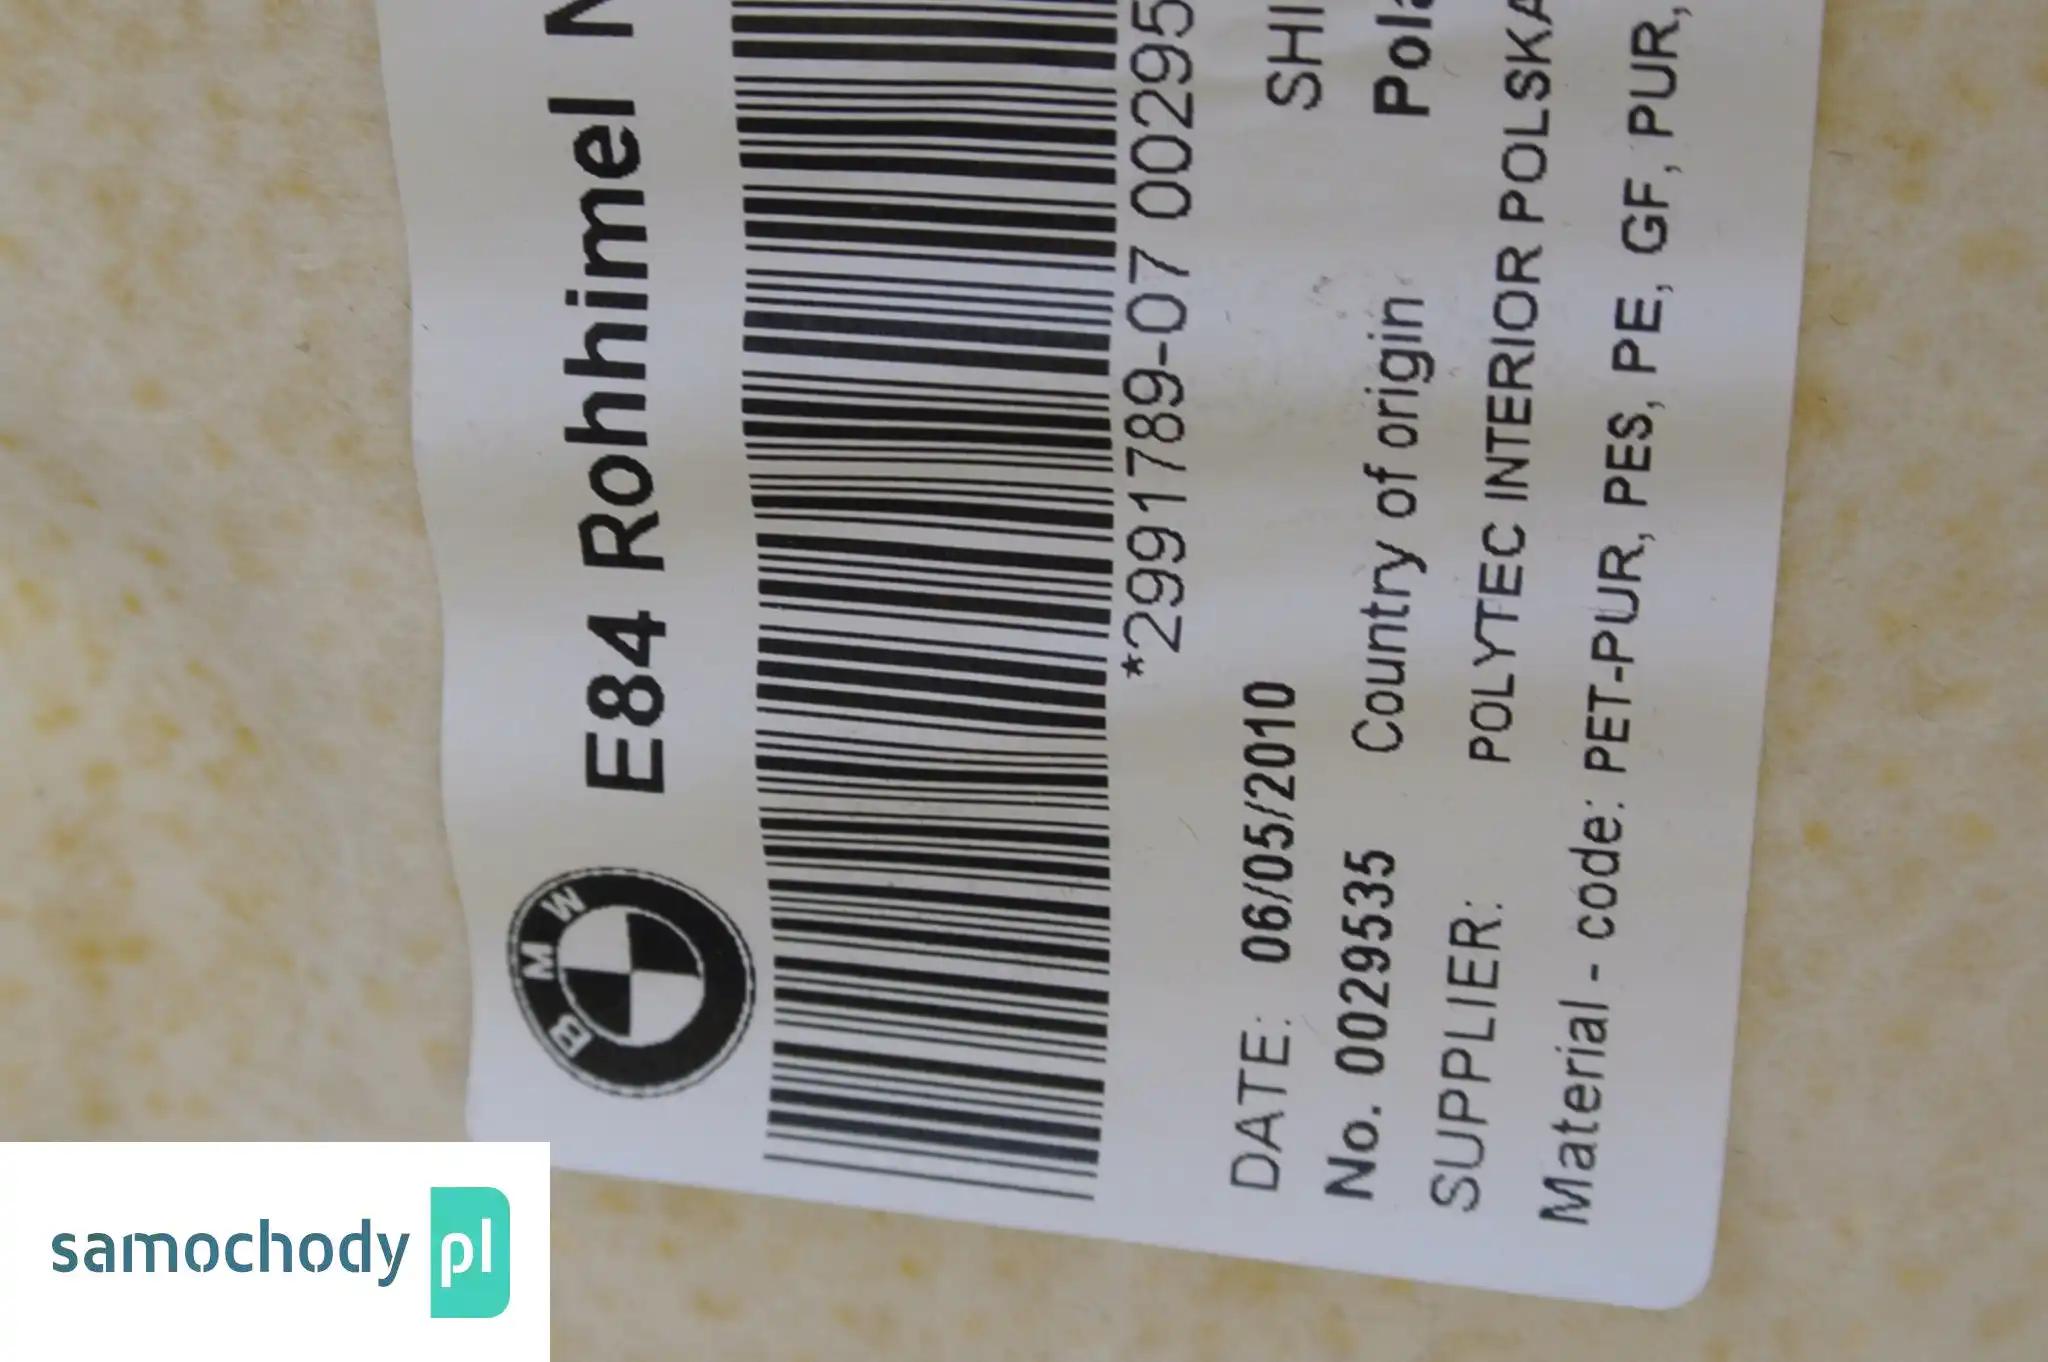 BMW
E84 Rohhimel
*2991789-07 00295
DATE: 06/05/2010
No. 0029535 Country of origin
SUPPLIER: POLYTEC INTERIOR POLSKA
Material - code: PET-PUR, PES, PE, GF, PUR,
samochody pl